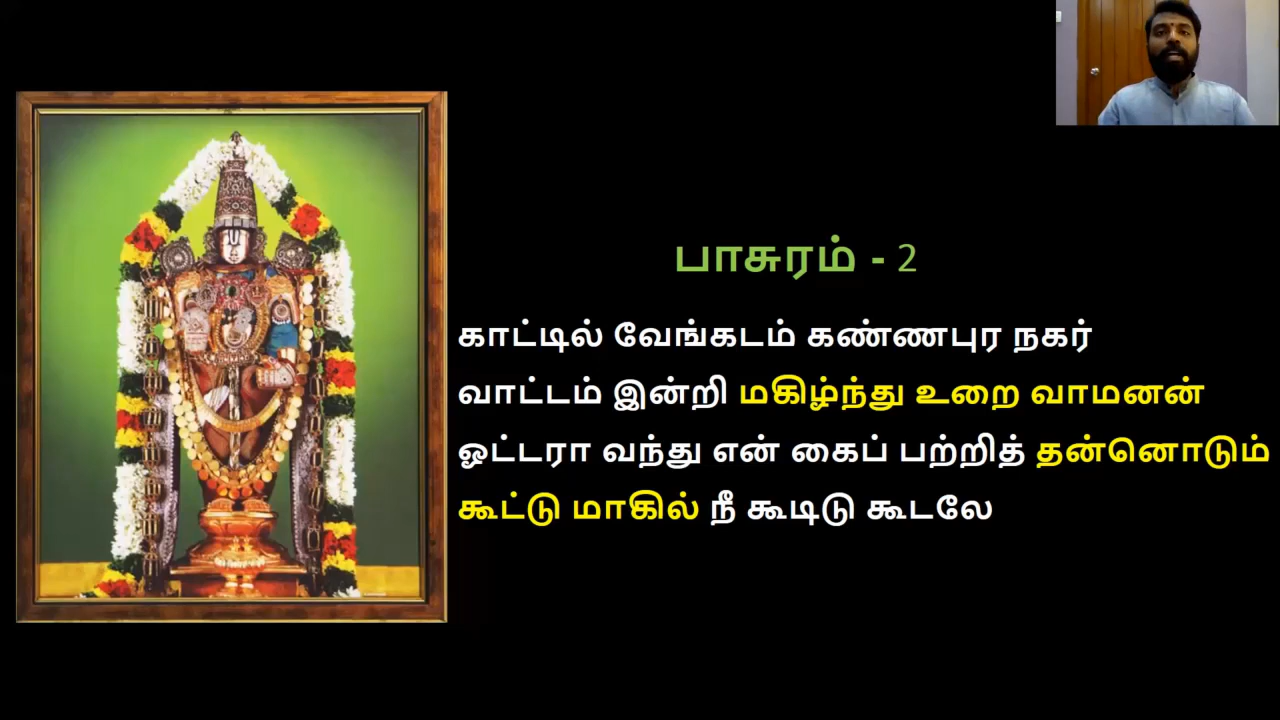 பாசுரம் - 2
காட்டில் வேங்கடம் கண்ணபுர நகர்
வாட்டம் இன்றி மகிழ்ந்து உறை வாமனன்
ஓட்டரா வந்து என் கைப் பற்றித் தன்னொடும்
கூட்டு மாகில் நீ கூடிடு கூடலே